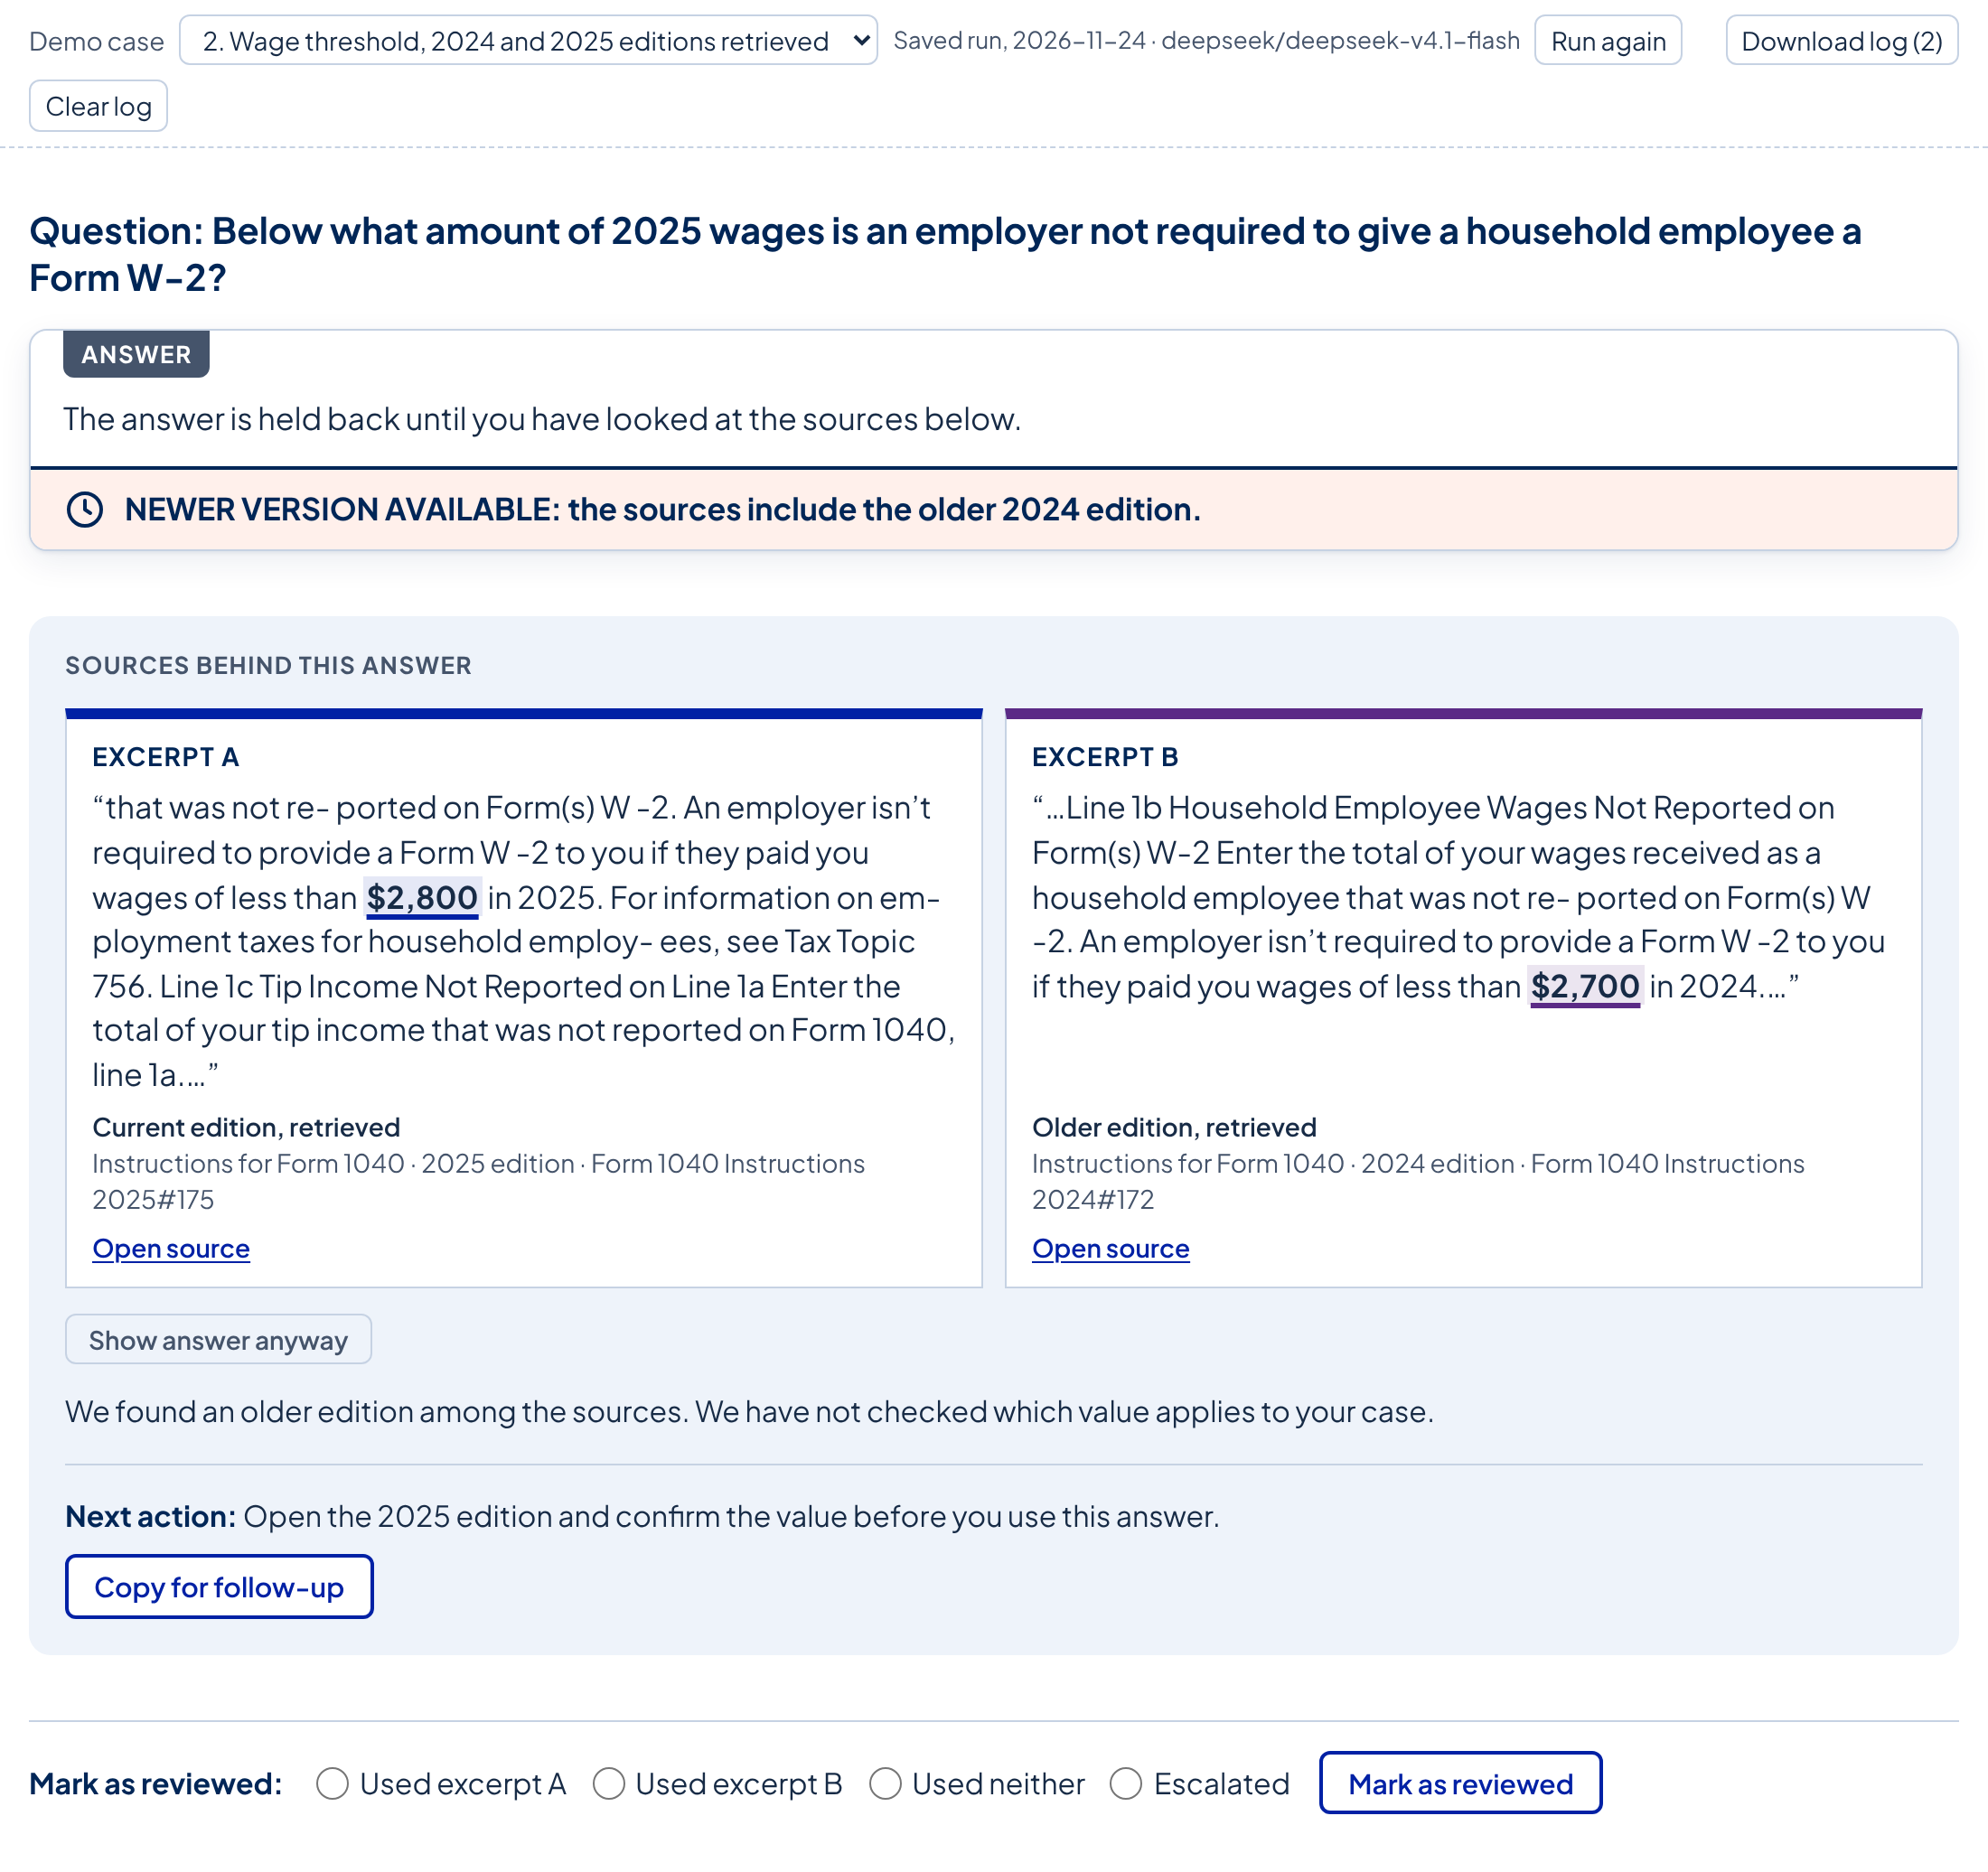 Demo case 2. Wage threshold, 2024 and 2025 editions retrieved Saved run, 2026-11-24 · deepseek/deepseek-v4.1-flash Run again Download log (2)
Clear log
Question: Below what amount of 2025 wages is an employer not required to give a household employee a
Form W-2?
ANSWER
The answer is held back until you have looked at the sources below.
NEWER VERSION AVAILABLE: the sources include the older 2024 edition.
SOURCES BEHIND THIS ANSWER
EXCERPT A
“that was not re- ported on Form(s) W -2. An employer isn’t
required to provide a Form W -2 to you if they paid you
wages of less than $2,800 in 2025. For information on em-
ployment taxes for household employ- ees, see Tax Topic
756. Line 1c Tip Income Not Reported on Line 1a Enter the
total of your tip income that was not reported on Form 1040,
line 1a.…”
Current edition, retrieved
Instructions for Form 1040 · 2025 edition · Form 1040 Instructions
2025#175
Open source
EXCERPT B
“…Line 1b Household Employee Wages Not Reported on
Form(s) W-2 Enter the total of your wages received as a
household employee that was not re- ported on Form(s) W
-2. An employer isn’t required to provide a Form W -2 to you
if they paid you wages of less than $2,700 in 2024.…”
Older edition, retrieved
Instructions for Form 1040 · 2024 edition · Form 1040 Instructions
2024#172
Open source
Show answer anyway
We found an older edition among the sources. We have not checked which value applies to your case.
Next action: Open the 2025 edition and confirm the value before you use this answer.
Copy for follow-up
Mark as reviewed: Used excerpt A Used excerpt B Used neither Escalated Mark as reviewed